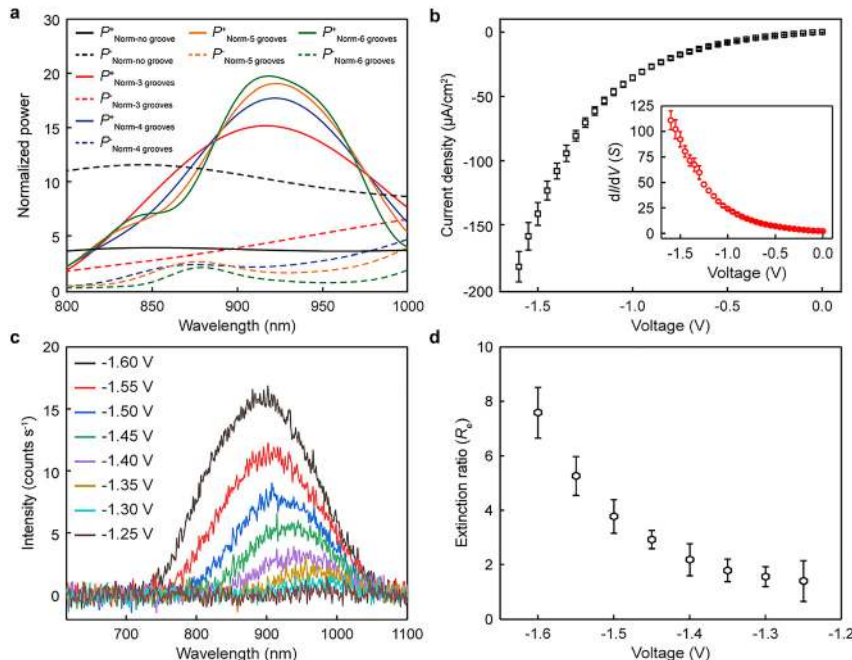 a
30
25
20
15
10
5
0
800
850
900
950
1000
Normalized power
Wavelength (nm)
P⁺Norm-no groove
P⁻Norm-no groove
P⁺Norm-3 grooves
P⁻Norm-3 grooves
P⁺Norm-4 grooves
P⁻Norm-4 grooves
P⁺Norm-5 grooves
P⁻Norm-5 grooves
P⁺Norm-6 grooves
P⁻Norm-6 grooves
b
0
-50
-100
-150
-200
-1.5
-1.0
-0.5
0.0
Current density (μA/cm²)
Voltage (V)
125
100
75
50
25
0
-1.5
-1.0
-0.5
0.0
dI/dV (S)
Voltage (V)
c
20
15
10
5
0
700
800
900
1000
1100
Intensity (counts s⁻¹)
Wavelength (nm)
-1.60 V
-1.55 V
-1.50 V
-1.45 V
-1.40 V
-1.35 V
-1.30 V
-1.25 V
d
10
8
6
4
2
0
-1.6
-1.5
-1.4
-1.3
-1.2
Extinction ratio (Rₑ)
Voltage (V)